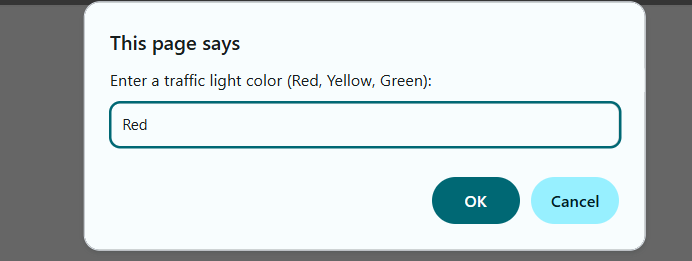 This page says
Enter a traffic light color (Red, Yellow, Green):
Red
OK
Cancel